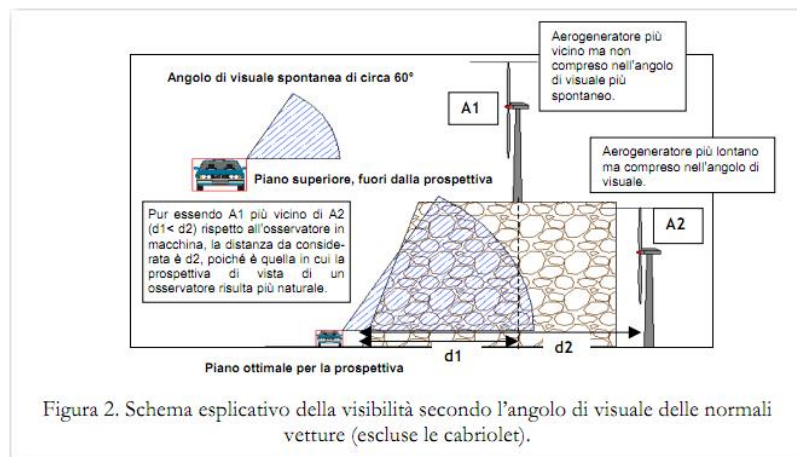 Aerogeneratore più
vicino ma non
compreso nell'angolo
di visuale più
spontaneo.
Angolo di visuale spontanea di circa 60°
A1
Aerogeneratore più lontano
ma compreso nell'angolo di
visuale.
Piano superiore, fuori dalla prospettiva
Pur essendo A1 più vicino di A2
(d1< d2) rispetto all'osservatore in
macchina, la distanza da conside-
rata è d2, poiché è quella in cui la
prospettiva di vista di un
osservatore risulta più naturale.
A2
d1
d2
Piano ottimale per la prospettiva
Figura 2. Schema esplicativo della visibilità secondo l'angolo di visuale delle normali
vetture (escluse le cabriolet).